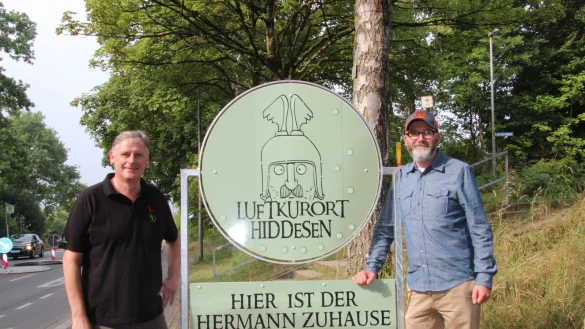 LUFTKURORT
HIDDESEN
HIER IST DER
HERMANN ZUHAUSE